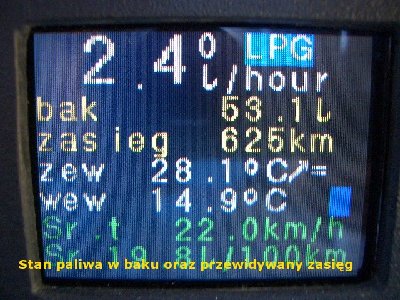 2.4 l/hour LPG
bak 53.1l
zasieg 625km
zew 28.1°C
wew 14.9°C
Śr.t 22.0km/h
Stan paliwa w baku oraz przewidywany zasięg